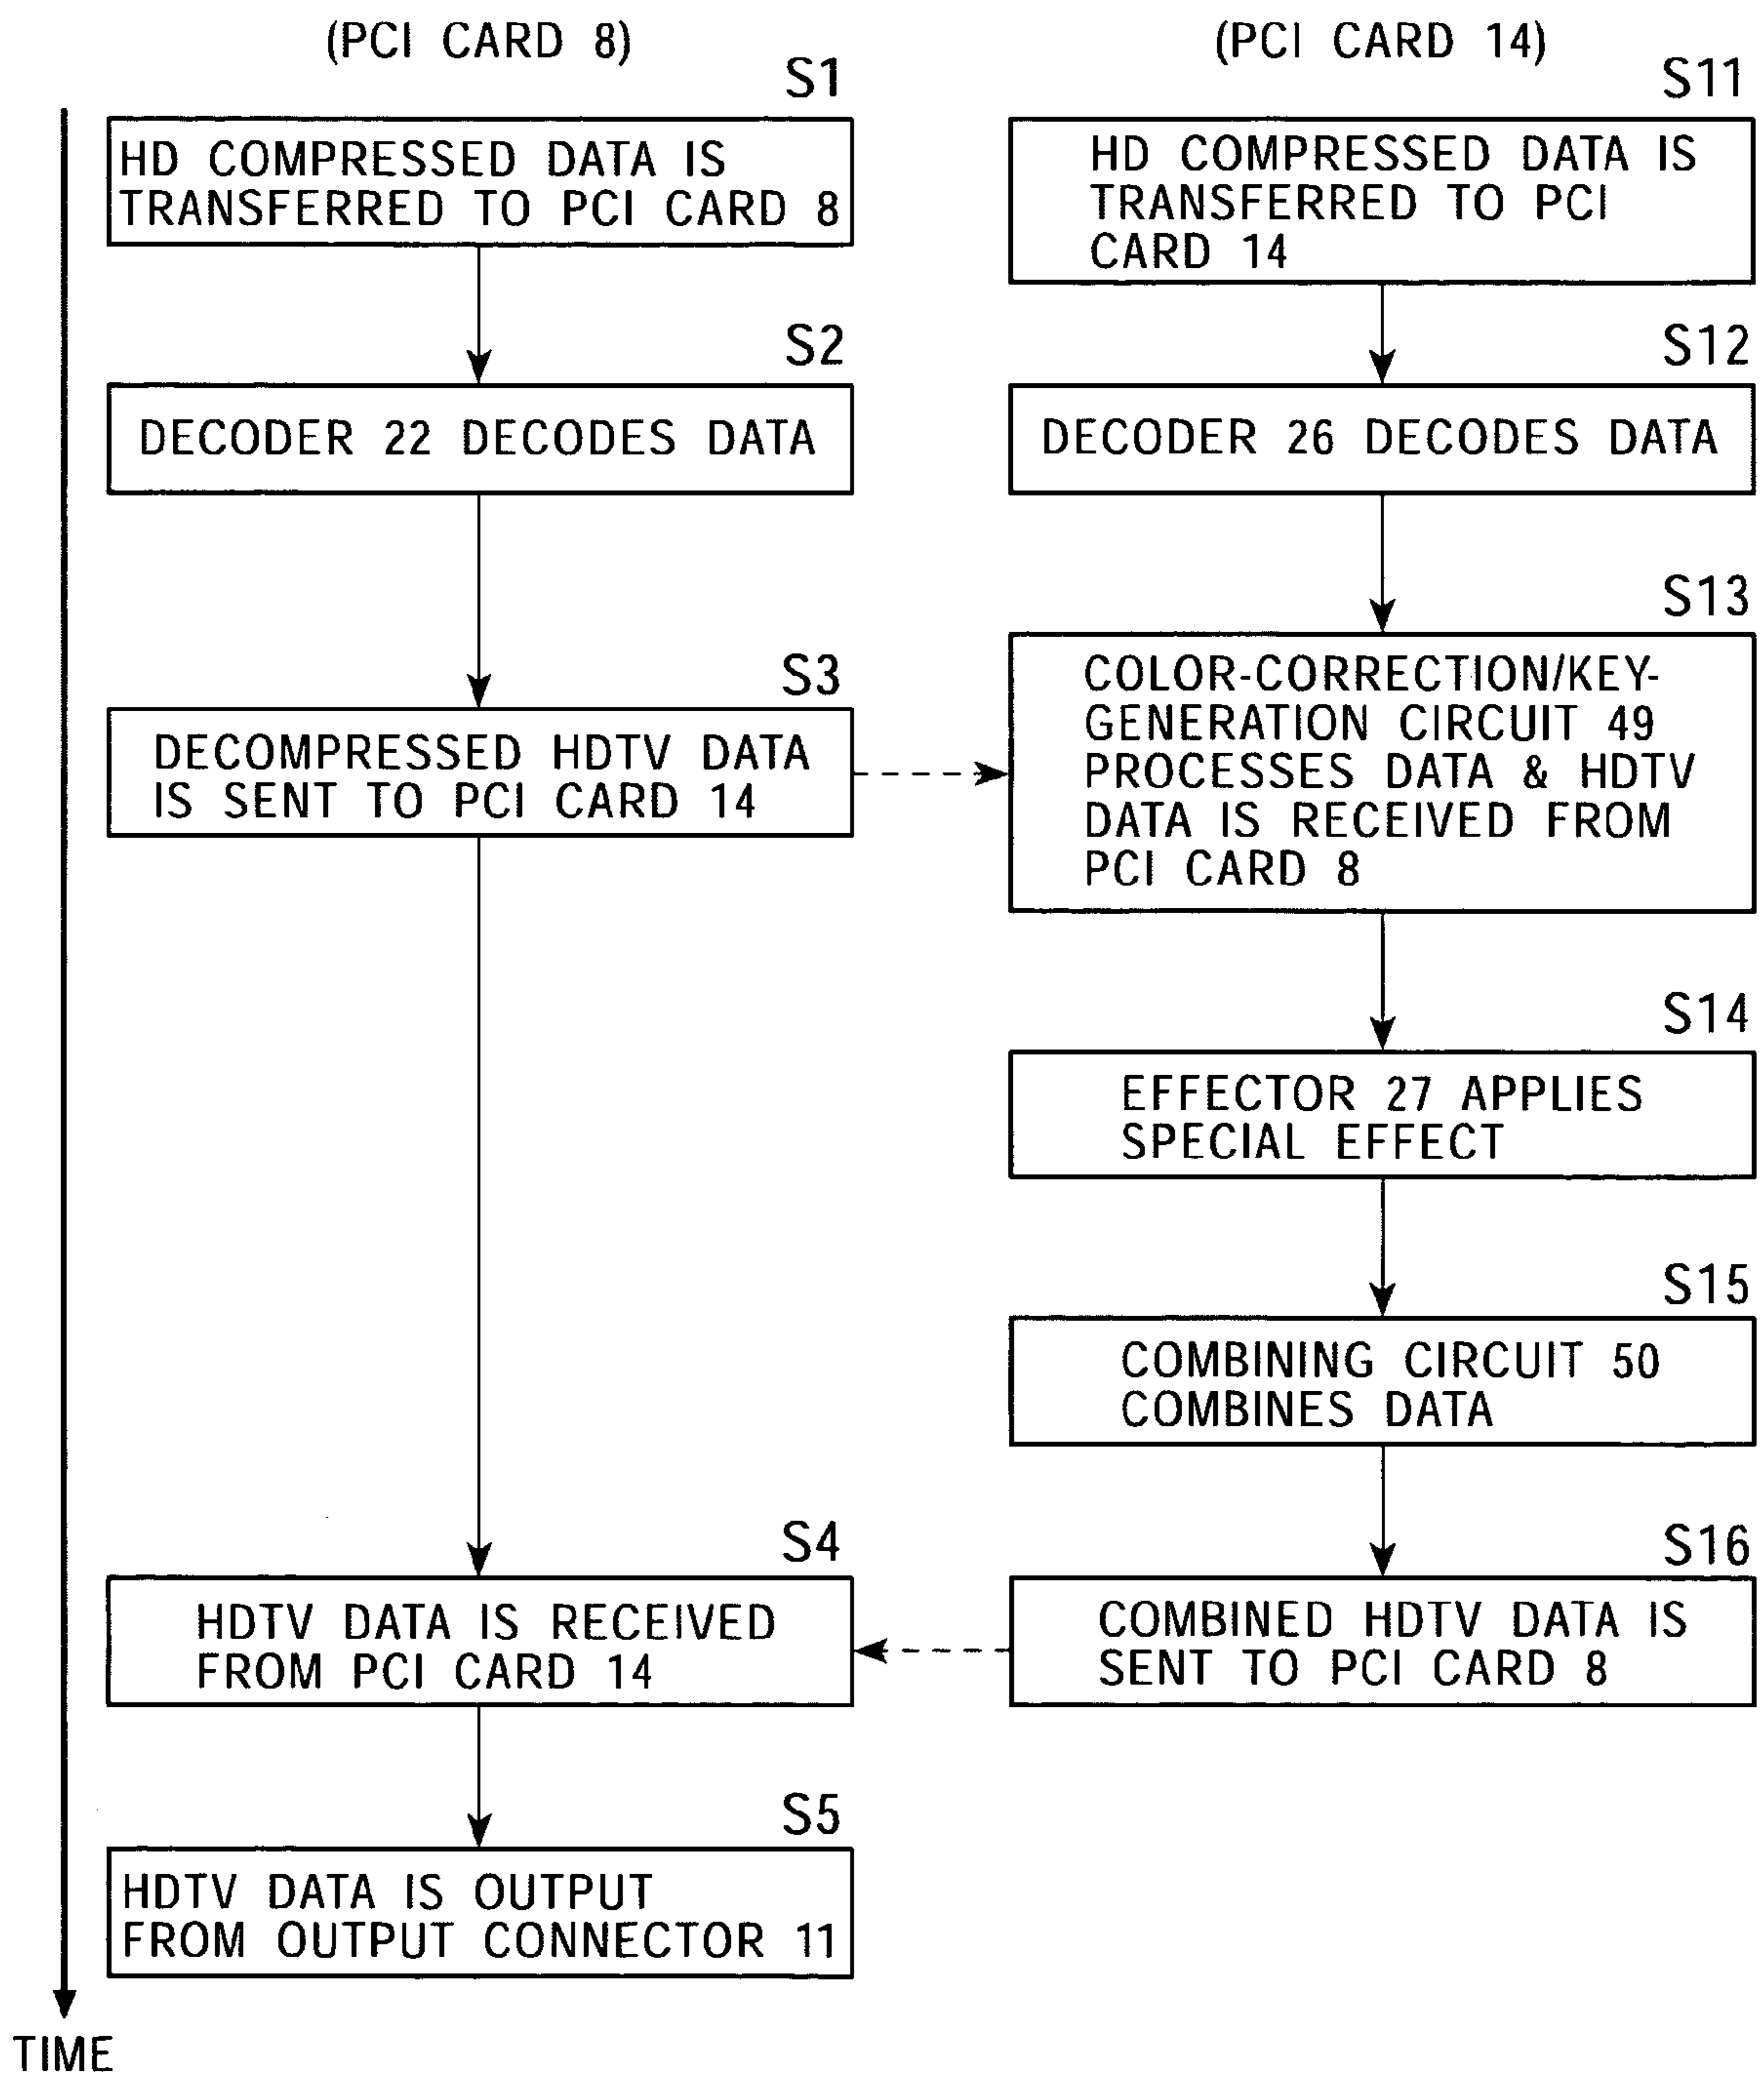 (PCI CARD 8)
S1
HD COMPRESSED DATA IS
TRANSFERRED TO PCI CARD 8
S2
DECODER 22 DECODES DATA
S3
DECOMPRESSED HDTV DATA
IS SENT TO PCI CARD 14
S4
HDTV DATA IS RECEIVED
FROM PCI CARD 14
S5
HDTV DATA IS OUTPUT
FROM OUTPUT CONNECTOR 11
TIME
(PCI CARD 14)
S11
HD COMPRESSED DATA IS
TRANSFERRED TO PCI
CARD 14
S12
DECODER 26 DECODES DATA
S13
COLOR-CORRECTION/KEY-
GENERATION CIRCUIT 49
PROCESSES DATA & HDTV
DATA IS RECEIVED FROM
PCI CARD 8
S14
EFFECTOR 27 APPLIES
SPECIAL EFFECT
S15
COMBINING CIRCUIT 50
COMBINES DATA
S16
COMBINED HDTV DATA IS
SENT TO PCI CARD 8